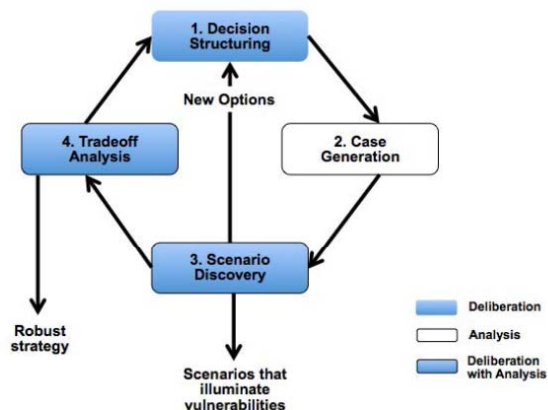 1. Decision
Structuring
New Options
4. Tradeoff
Analysis
2. Case
Generation
3. Scenario
Discovery
Robust
strategy
Scenarios that
illuminate
vulnerabilities
Deliberation
Analysis
Deliberation
with Analysis